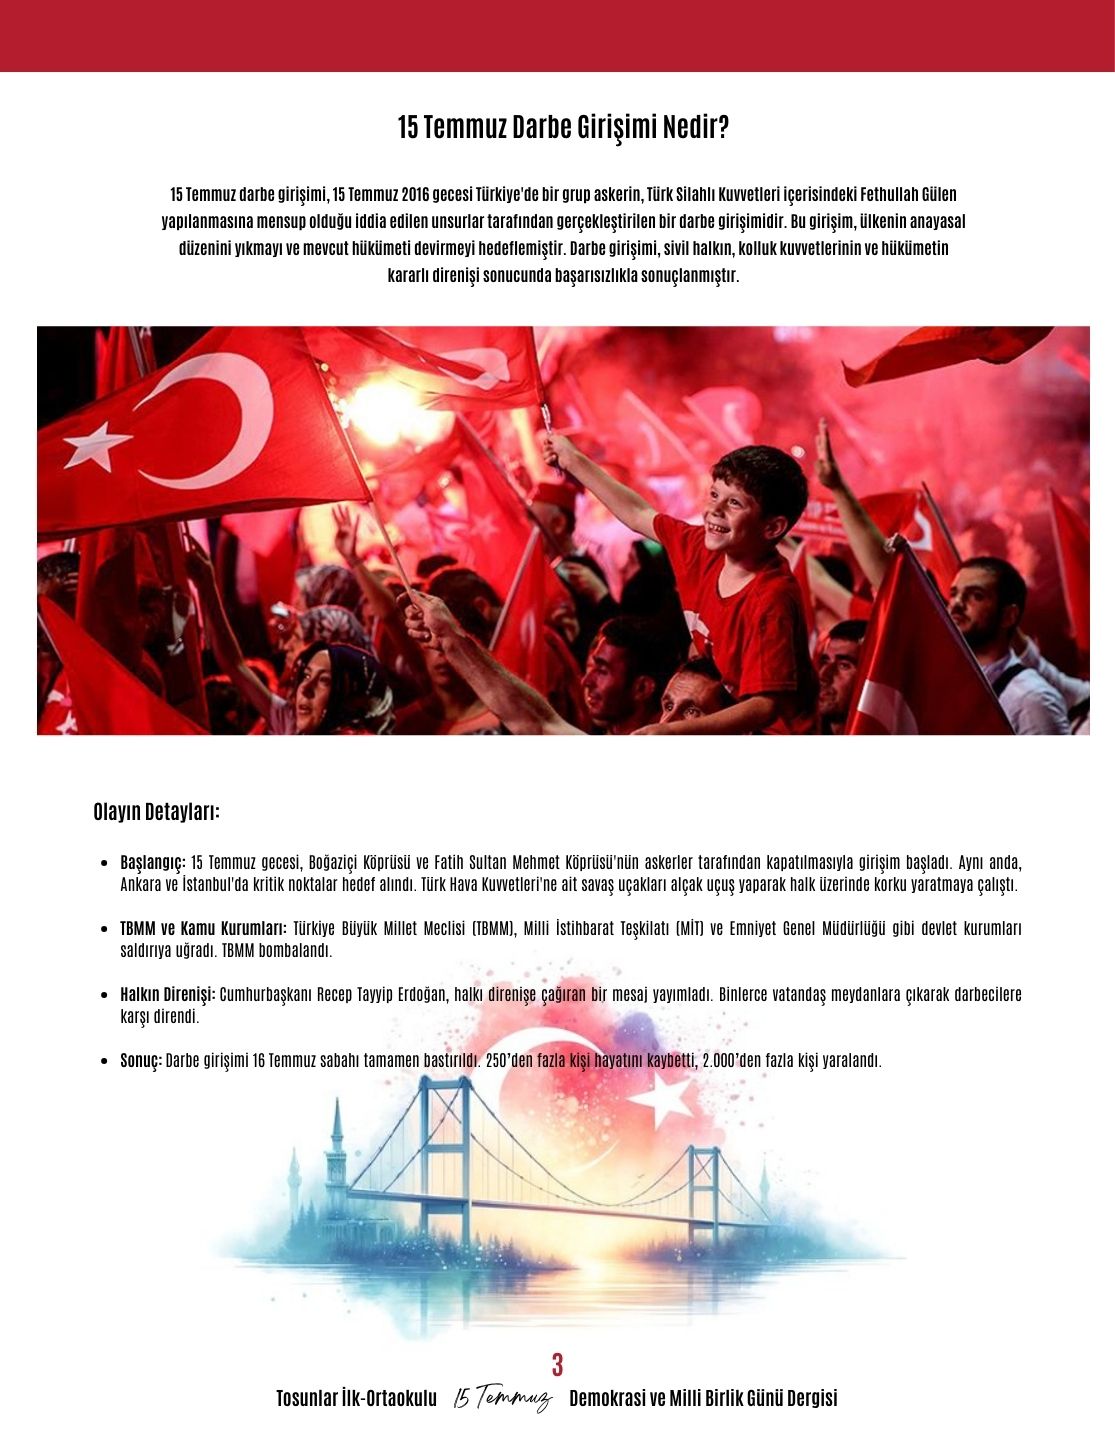 15 Temmuz Darbe Girişimi Nedir?
15 Temmuz darbe girişimi, 15 Temmuz 2016 gecesi Türkiye'de bir grup askerin, Türk Silahlı Kuvvetleri içerisindeki Fethullah Gülen
yapılanmasına mensup olduğu iddia edilen unsurlar tarafından gerçekleştirilen bir darbe girişimidir. Bu girişim, ülkenin anayasal
düzenini yıkmayı ve mevcut hükümeti devirmeyi hedeflemiştir. Darbe girişimi, sivil halkın, kolluk kuvvetlerinin ve hükümetin
kararlı direnişi sonucunda başarısızlıkla sonuçlanmıştır.
Olayın Detayları:
• Başlangıç: 15 Temmuz gecesi, Boğaziçi Köprüsü ve Fatih Sultan Mehmet Köprüsü'nün askerler tarafından kapatılmasıyla girişim başladı. Aynı anda,
Ankara ve İstanbul'da kritik noktalar hedef alındı. Türk Hava Kuvvetleri'ne ait savaş uçakları alçak uçuş yaparak halk üzerinde korku yaratmaya çalıştı.
• TBMM ve Kamu Kurumları: Türkiye Büyük Millet Meclisi (TBMM), Milli İstihbarat Teşkilatı (MİT) ve Emniyet Genel Müdürlüğü gibi devlet kurumları
saldırıya uğradı. TBMM bombalandı.
• Halkın Direnişi: Cumhurbaşkanı Recep Tayyip Erdoğan, halkı direnişe çağıran bir mesaj yayımladı. Binlerce vatandaş meydanlara çıkarak darbecilere
karşı direndi.
• Sonuç: Darbe girişimi 16 Temmuz sabahı tamamen bastırıldı. 250’den fazla kişi hayatını kaybetti, 2.000’den fazla kişi yaralandı.
3
Tosunlar İlk-Ortaokulu 15 Temmuz Demokrasi ve Milli Birlik Günü Dergisi